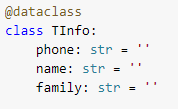 @dataclass
class TInfo:
    phone: str = ''
    name: str = ''
    family: str = ''